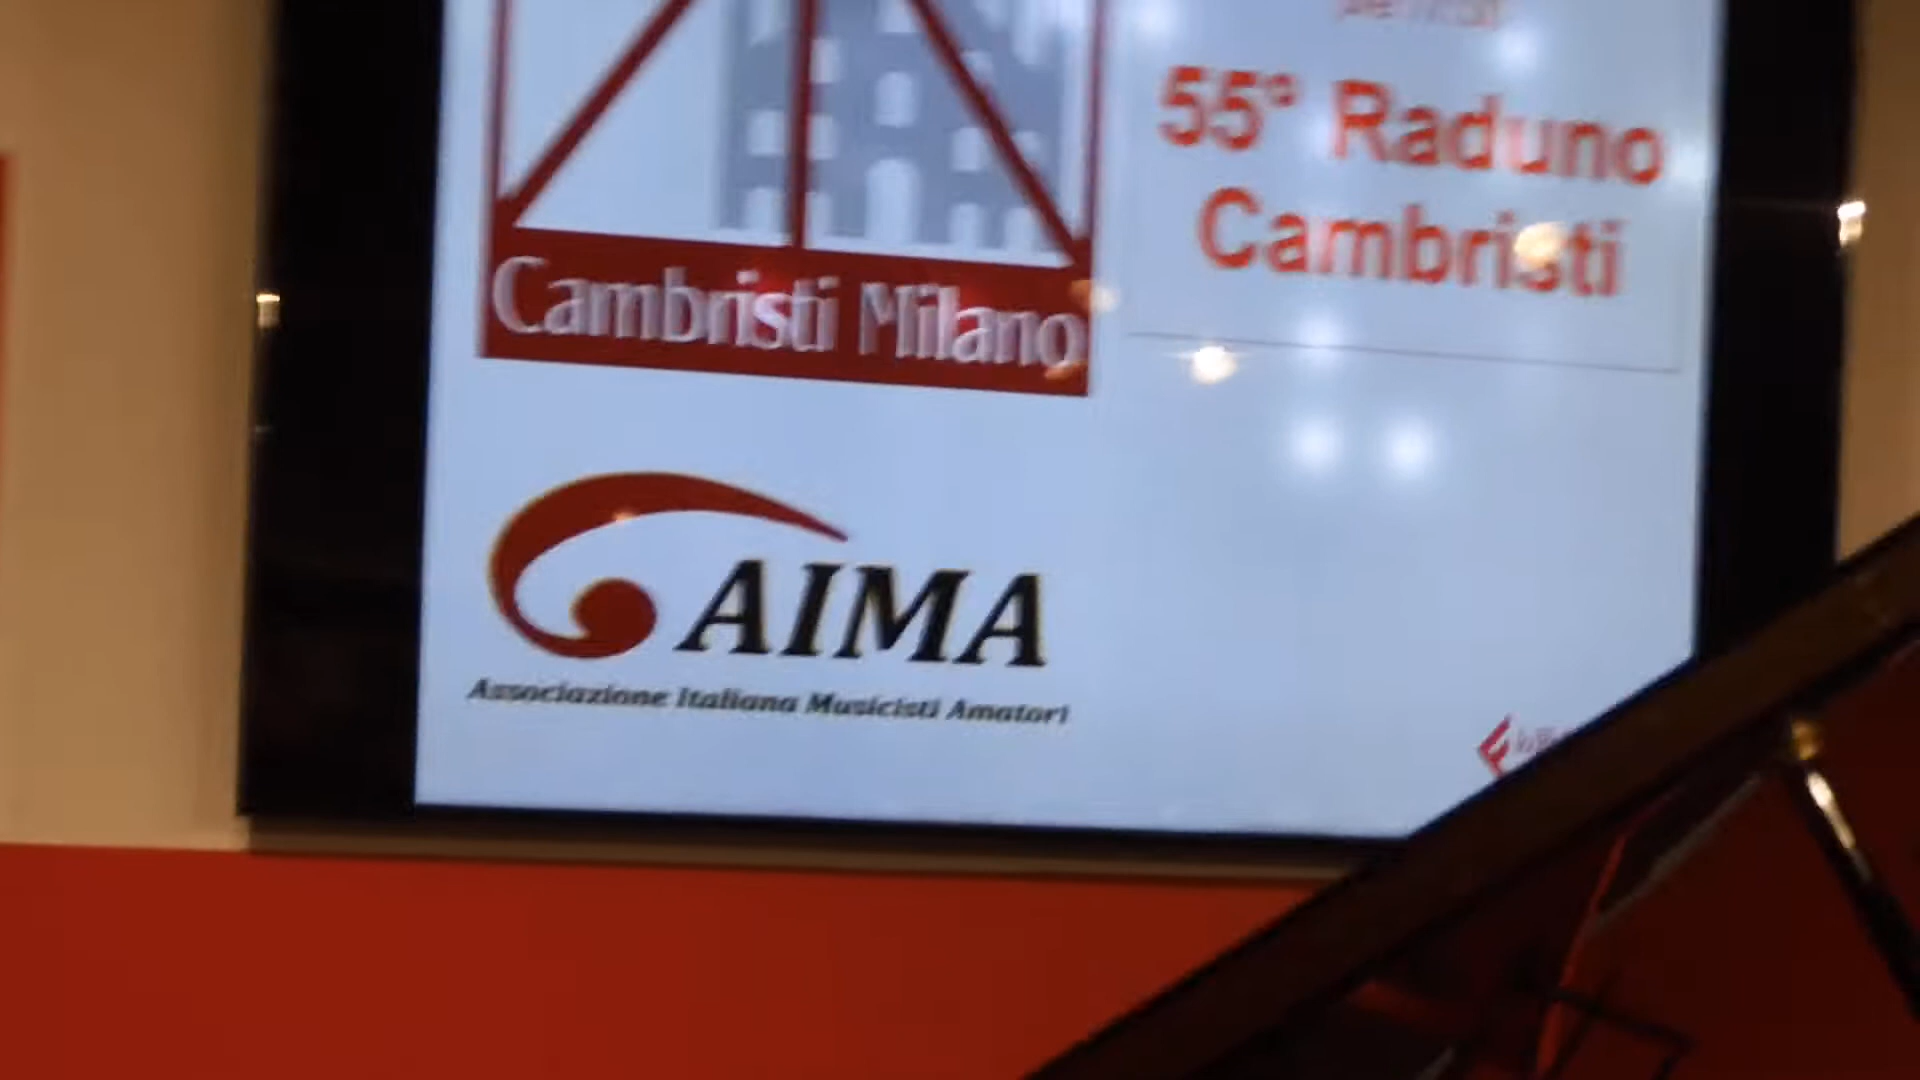 55° Raduno
Cambristi
Cambristi Milano
AIMA
Associazione Italiana Musicisti Amatori